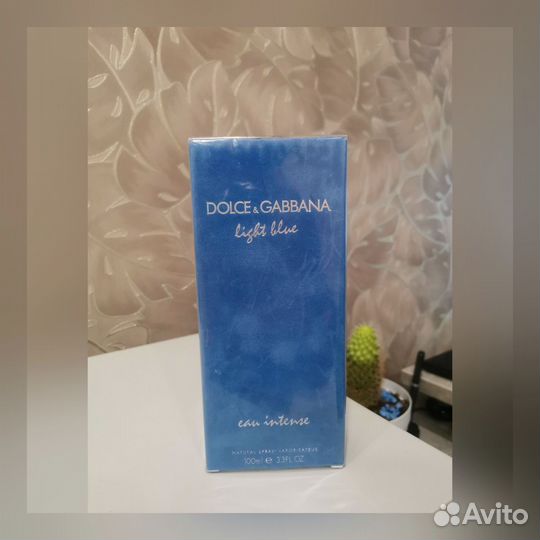 DOLCE & GABBANA
light blue
eau intense
NATURAL SPRAY VAPORISATEUR
100ml e 3.3FL.OZ.
Avito